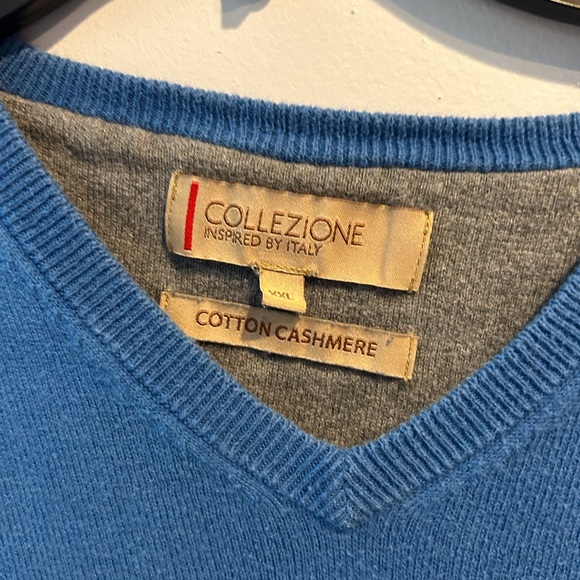 COLLEZIONE
INSPIRED BY ITALY
XXL
COTTON CASHMERE